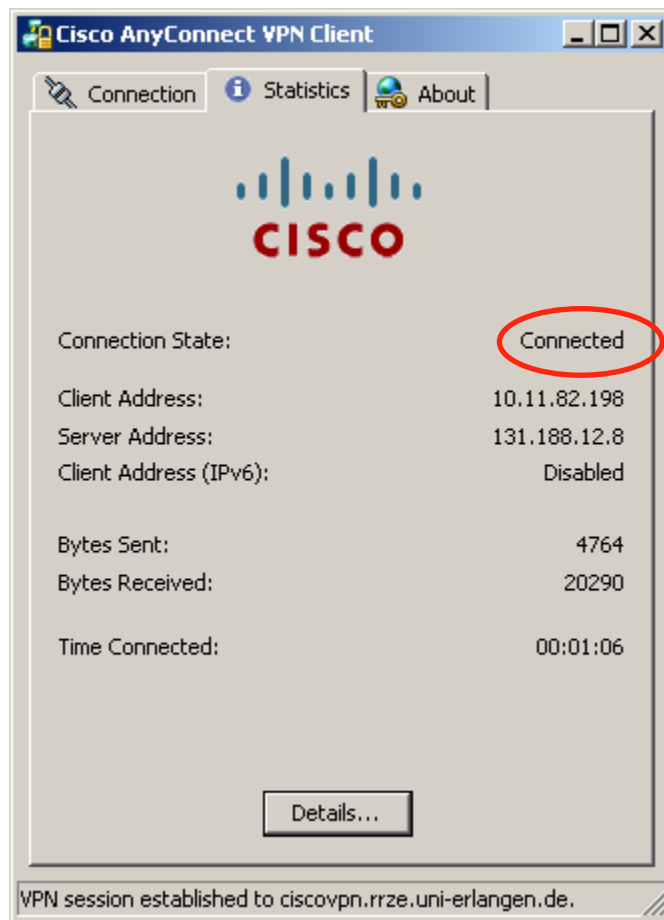 Cisco AnyConnect VPN Client
Connection Statistics About
CISCO
Connection State: Connected
Client Address: 10.11.82.198
Server Address: 131.188.12.8
Client Address (IPv6): Disabled
Bytes Sent: 4764
Bytes Received: 20290
Time Connected: 00:01:06
Details...
VPN session established to ciscovpn.rrze.uni-erlangen.de.